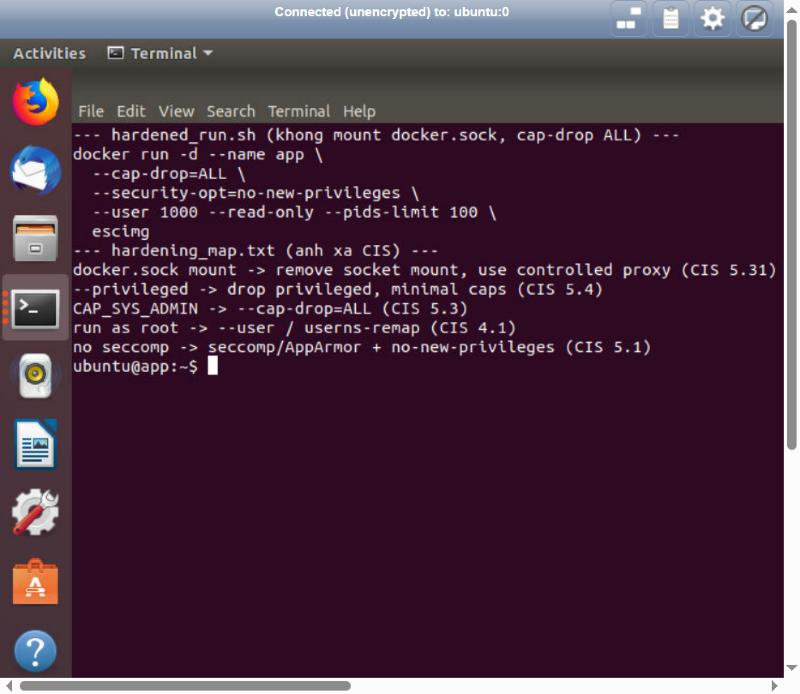 Connected (unencrypted) to: ubuntu:0
Activities Terminal
File Edit View Search Terminal Help
--- hardened_run.sh (khong mount docker.sock, cap-drop ALL) ---
docker run -d --name app \
  --cap-drop=ALL \
  --security-opt=no-new-privileges \
  --user 1000 --read-only --pids-limit 100 \
  escimg
--- hardening_map.txt (anh xa CIS) ---
docker.sock mount -> remove socket mount, use controlled proxy (CIS 5.31)
--privileged -> drop privileged, minimal caps (CIS 5.4)
CAP_SYS_ADMIN -> --cap-drop=ALL (CIS 5.3)
run as root -> --user / userns-remap (CIS 4.1)
no seccomp -> seccomp/AppArmor + no-new-privileges (CIS 5.1)
ubuntu@app:~$